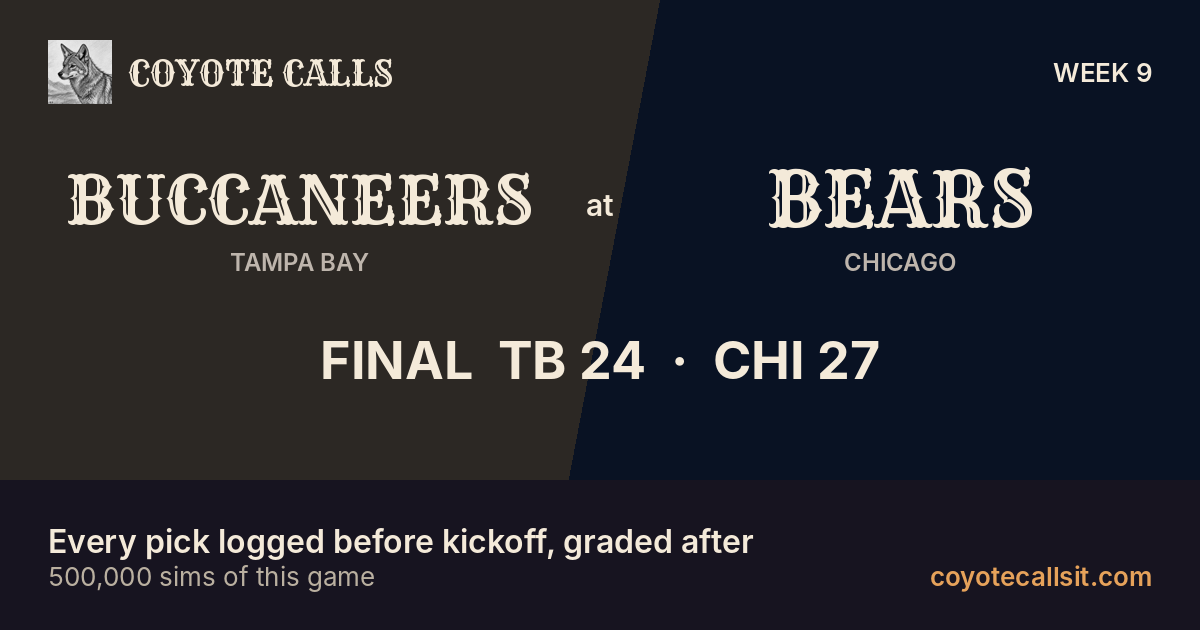 COYOTE CALLS
WEEK 9
BUCCANEERS at BEARS
TAMPA BAY CHICAGO
FINAL TB 24 · CHI 27
Every pick logged before kickoff, graded after
500,000 sims of this game
coyotecallsit.com